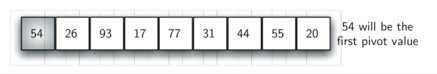 54 26 93 17 77 31 44 55 20
54 will be the
first pivot value